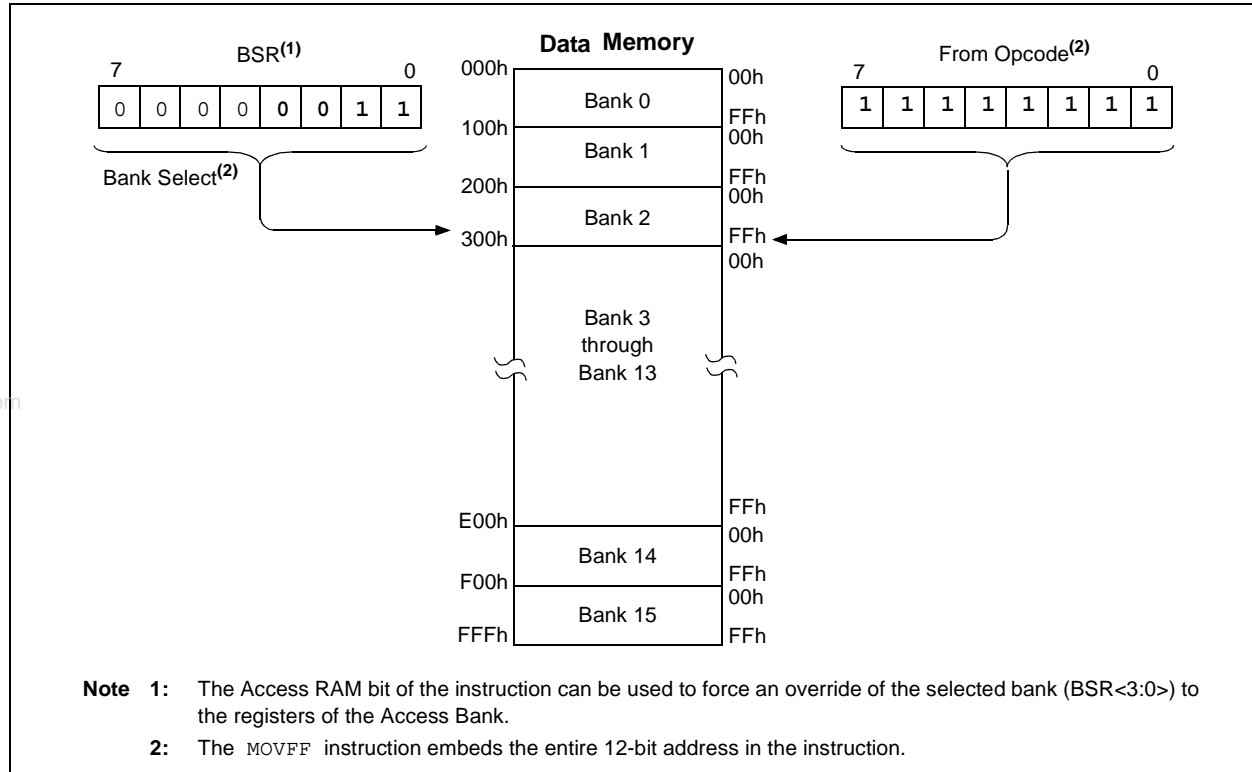 Data Memory
BSR(1)
7 0
0 0 0 0 0 0 1 1
Bank Select(2)
From Opcode(2)
7 0
1 1 1 1 1 1 1 1
000h Bank 0 00h
FFh
100h Bank 1 00h
FFh
200h Bank 2 00h
FFh
300h
00h
Bank 3
through
Bank 13
FFh
E00h Bank 14 00h
FFh
F00h Bank 15 00h
FFFh FFh
Note 1: The Access RAM bit of the instruction can be used to force an override of the selected bank (BSR<3:0>) to
the registers of the Access Bank.
2: The MOVFF instruction embeds the entire 12-bit address in the instruction.
om